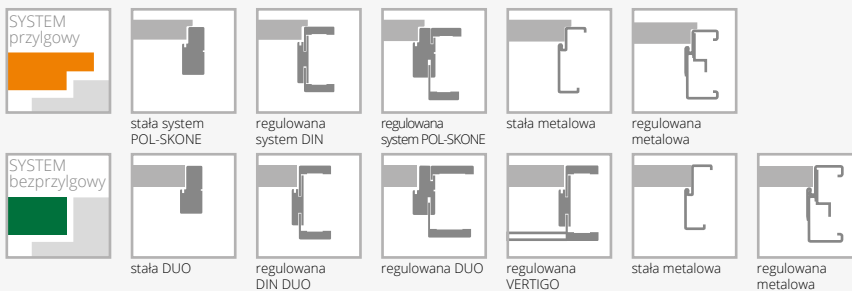 SYSTEM
przylgowy
stała system
POL-SKONE
regulowana
system DIN
regulowana
system POL-SKONE
stała metalowa
regulowana
metalowa
SYSTEM
bezprzylgowy
stała DUO
regulowana
DIN DUO
regulowana DUO
regulowana
VERTIGO
stała metalowa
regulowana
metalowa